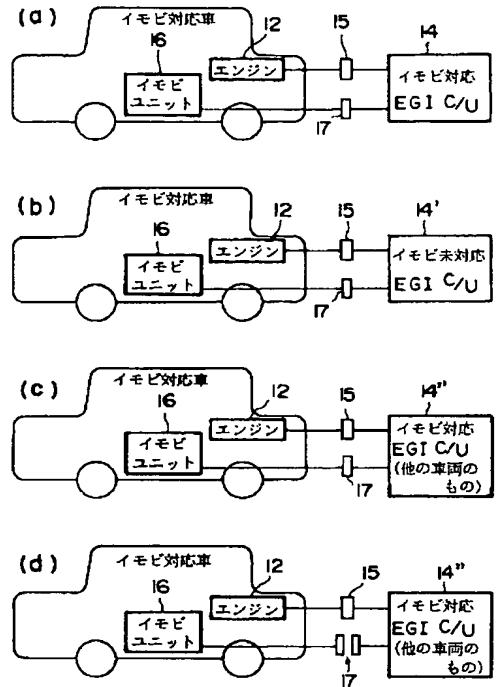 (a)
イモビ対応車
16
12
15
14
エンジン
イモビ
ユニット
17
イモビ対応
EGI C/U
(b)
イモビ対応車
16
12
15
14'
エンジン
イモビ
ユニット
17
イモビ未対応
EGI C/U
(c)
イモビ対応車
16
12
15
14"
エンジン
イモビ
ユニット
17
イモビ対応
EGI C/U
(他の車両の
もの)
(d)
イモビ対応車
16
12
15
14"
エンジン
イモビ
ユニット
17
イモビ対応
EGI C/U
(他の車両の
もの)